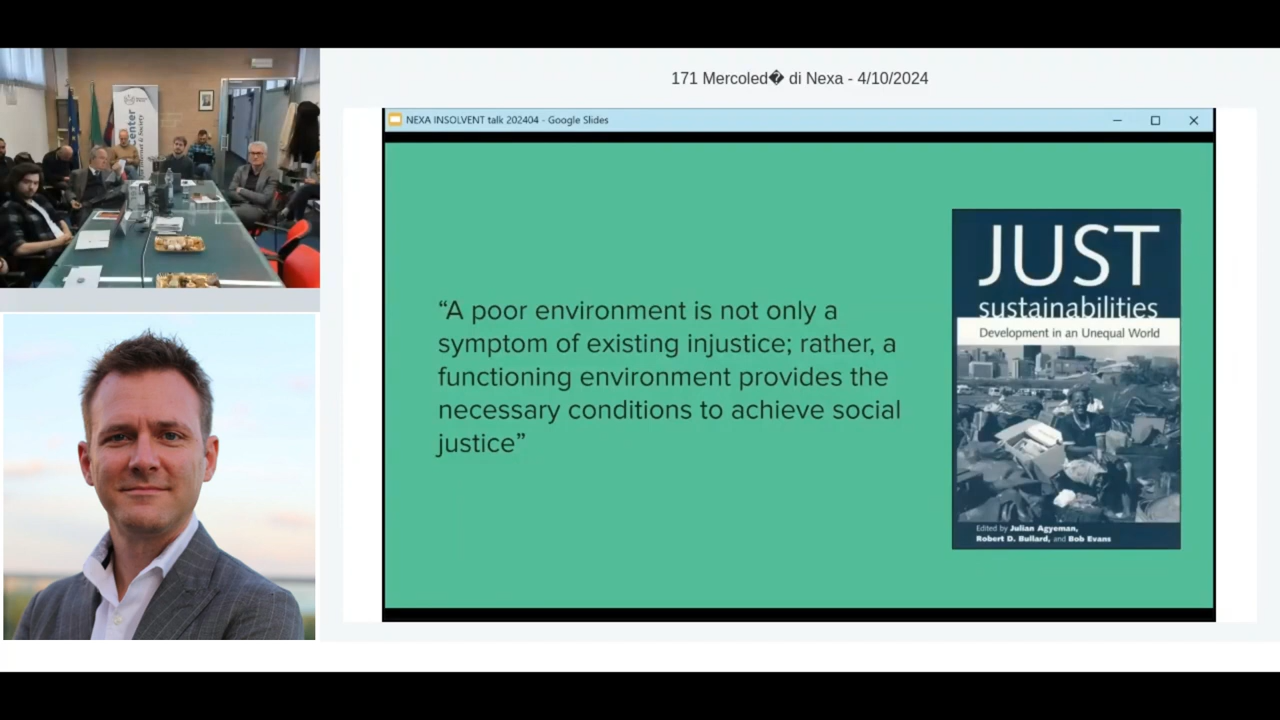 171 Mercoled� di Nexa - 4/10/2024
NEXA INSOLVENT talk 202404 - Google Slides
“A poor environment is not only a
symptom of existing injustice; rather, a
functioning environment provides the
necessary conditions to achieve social
justice”
JUST
sustainabilities
Development in an Unequal World
Edited by Julian Agyeman,
Robert D. Bullard, and Bob Evans